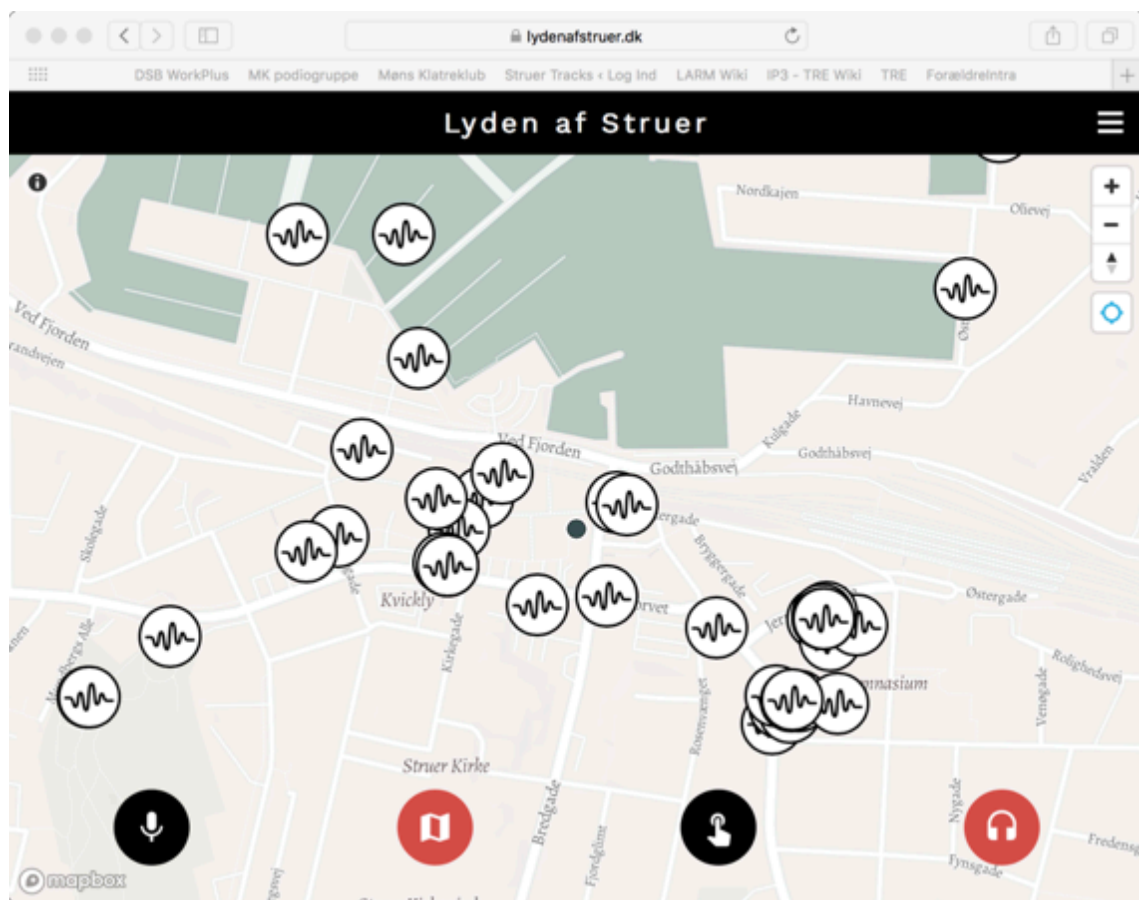 lydenafstruer.dk
DSB WorkPlus MK podiogruppe Møns Klatreklub Struer Tracks ‹ Log Ind LARM Wiki IP3 - TRE Wiki TRE ForældreIntra
Lyden af Struer
Nordkajen
Olievej
Ved Fjorden
Havnevej
Kulgade
Ved Fjorden
Godthåbsvej
Godthåbsvej
Vralden
Skolegade
Bryggergade
Østergade
Kvickly
Kirkegade
Rolighedsvej
Venøgade
Rosenvænget
Struer Kirke
Bredgade
Nygade
Fjordglimt
Fynsgade
mapbox